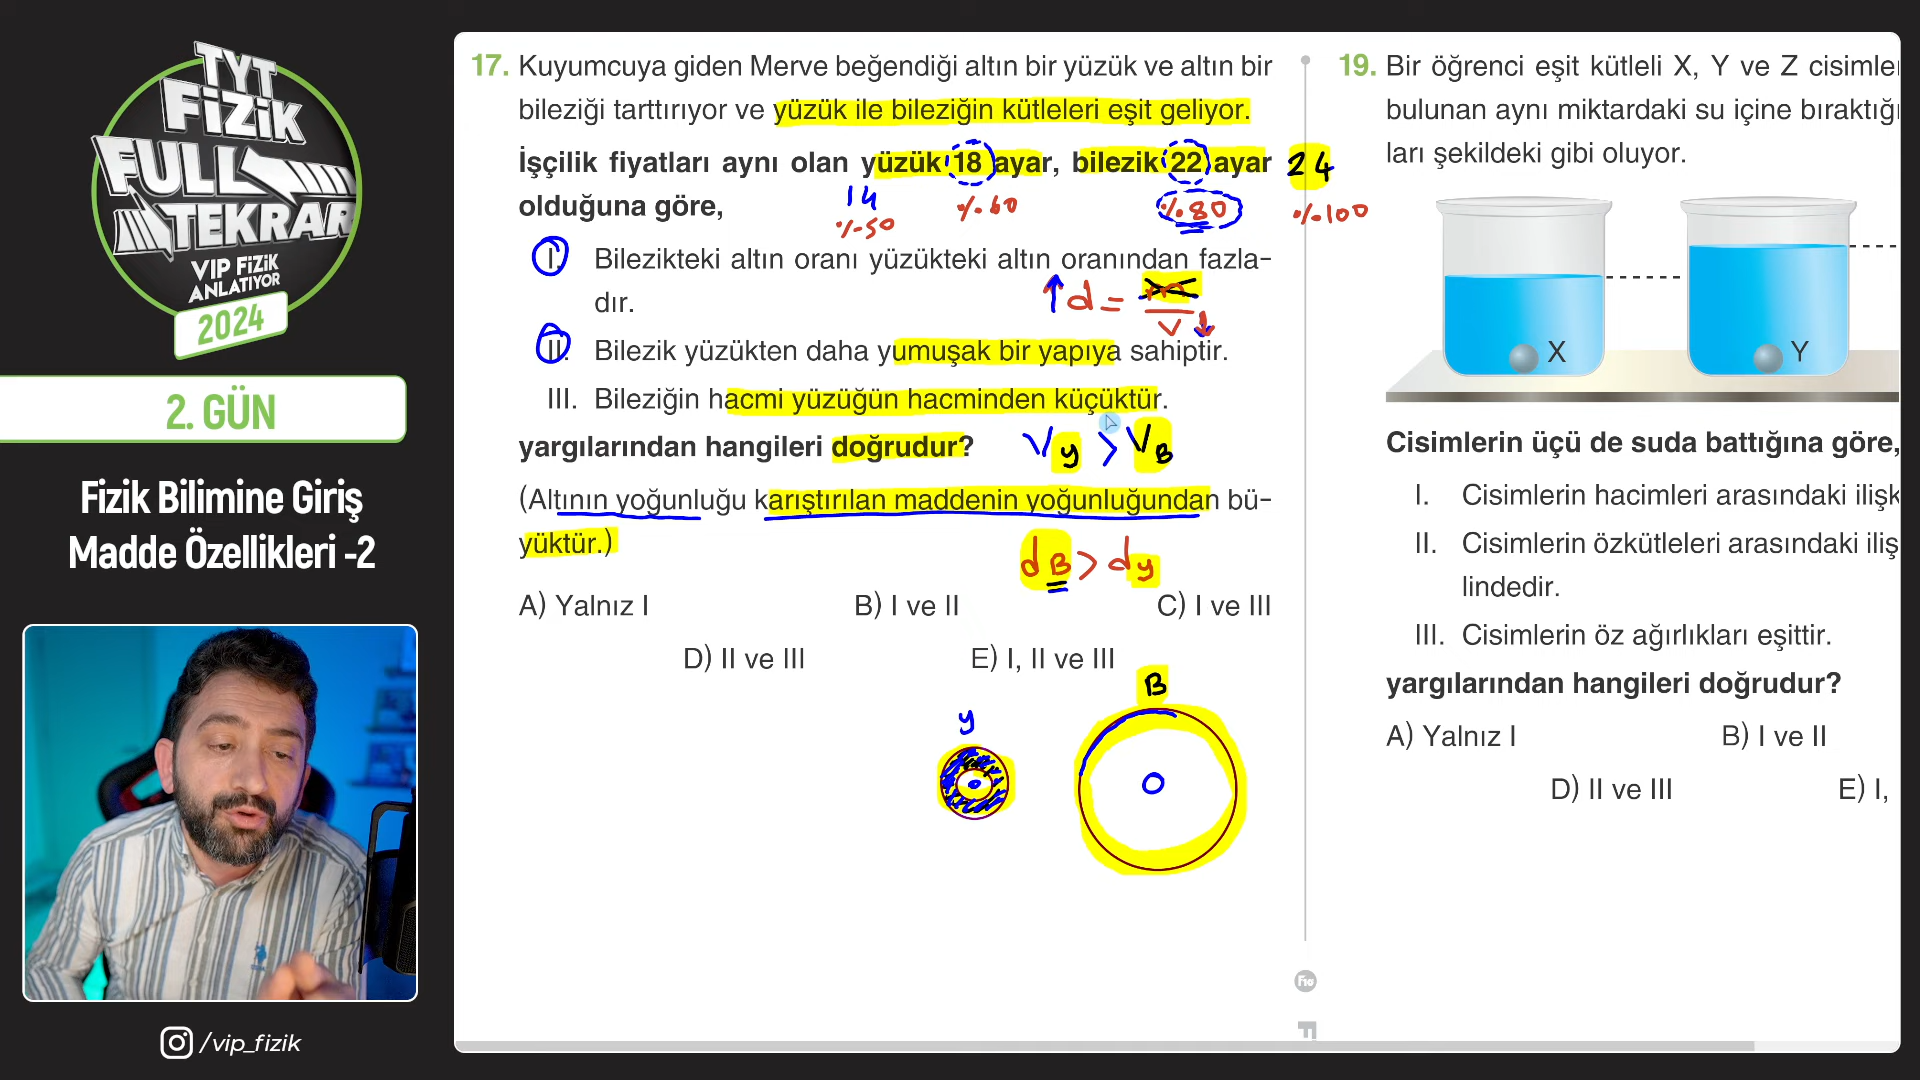 TYT
FİZİK
FULL
TEKRAR
VIP FİZİK
ANLATIYOR
2024
2. GÜN
Fizik Bilimine Giriş
Madde Özellikleri -2
/vip_fizik
17. Kuyumcuya giden Merve beğendiği altın bir yüzük ve altın bir
bileziği tarttırıyor ve yüzük ile bileziğin kütleleri eşit geliyor.
İşçilik fiyatları aynı olan yüzük 18 ayar, bilezik 22 ayar 24
olduğuna göre,
14
%50 %60 %80 %100
I. Bilezikteki altın oranı yüzükteki altın oranından fazla-
dır.
d = m
v
II. Bilezik yüzükten daha yumuşak bir yapıya sahiptir.
III. Bileziğin hacmi yüzüğün hacminden küçüktür.
yargılarından hangileri doğrudur?
Vy > VB
(Altının yoğunluğu karıştırılan maddenin yoğunluğundan bü-
yüktür.)
dB > dy
A) Yalnız I B) I ve II C) I ve III
D) II ve III E) I, II ve III
y B
19. Bir öğrenci eşit kütleli X, Y ve Z cisimle
bulunan aynı miktardaki su içine bıraktığı
ları şekildeki gibi oluyor.
X Y
Cisimlerin üçü de suda battığına göre,
I. Cisimlerin hacimleri arasındaki ilişk
II. Cisimlerin özkütleleri arasındaki iliş
lindedir.
III. Cisimlerin öz ağırlıkları eşittir.
yargılarından hangileri doğrudur?
A) Yalnız I B) I ve II
D) II ve III E) I,